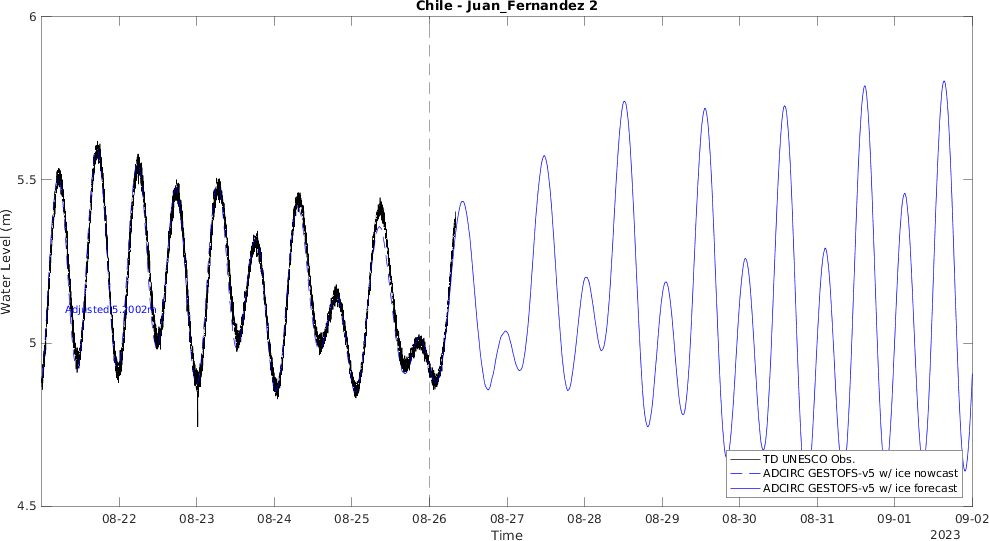 Chile - Juan_Fernandez 2
6
5.5
5
4.5
Water Level (m)
Adjusted 5.2002m
TD UNESCO Obs.
ADCIRC GESTOFS-v5 w/ ice nowcast
ADCIRC GESTOFS-v5 w/ ice forecast
08-22 08-23 08-24 08-25 08-26 08-27 08-28 08-29 08-30 08-31 09-01 09-02
Time
2023